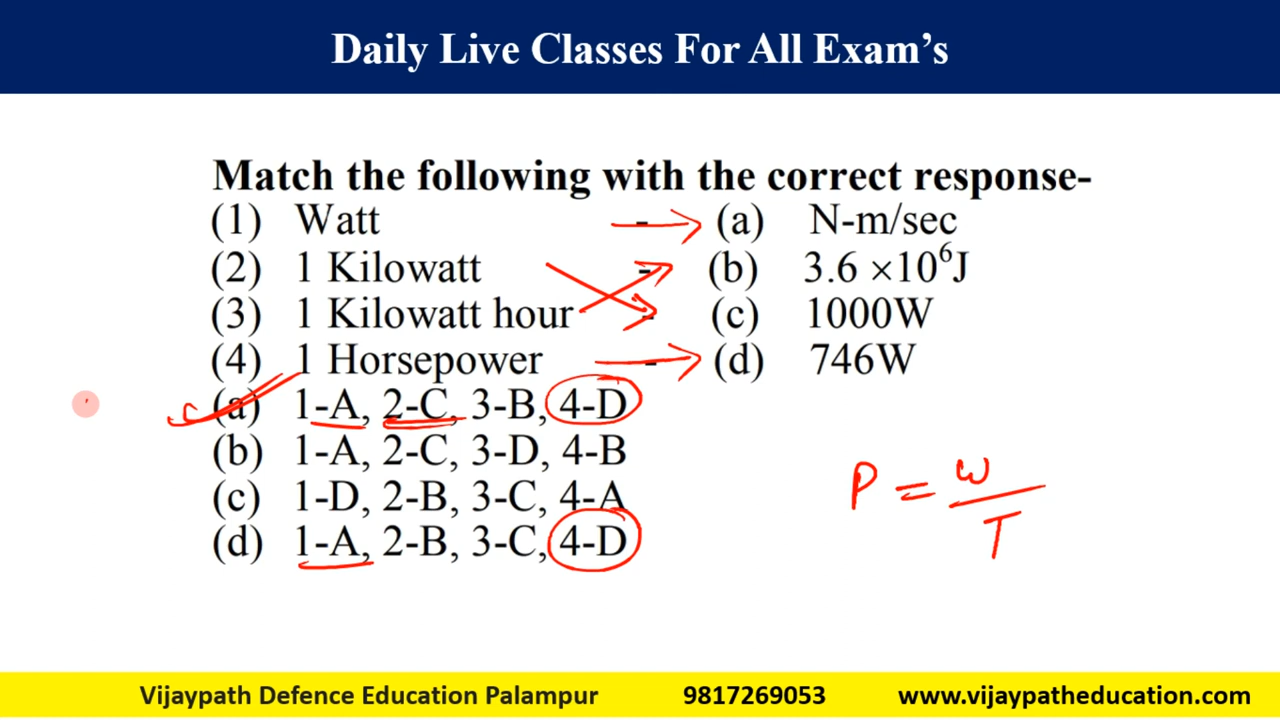 Daily Live Classes For All Exam's
Match the following with the correct response-
(1) Watt - (a) N-m/sec
(2) 1 Kilowatt - (b) 3.6 ×10⁶J
(3) 1 Kilowatt hour - (c) 1000W
(4) 1 Horsepower - (d) 746W
(a) 1-A, 2-C, 3-B, 4-D
(b) 1-A, 2-C, 3-D, 4-B
(c) 1-D, 2-B, 3-C, 4-A
(d) 1-A, 2-B, 3-C, 4-D
P = W/T
Vijaypath Defence Education Palampur 9817269053 www.vijaypatheducation.com